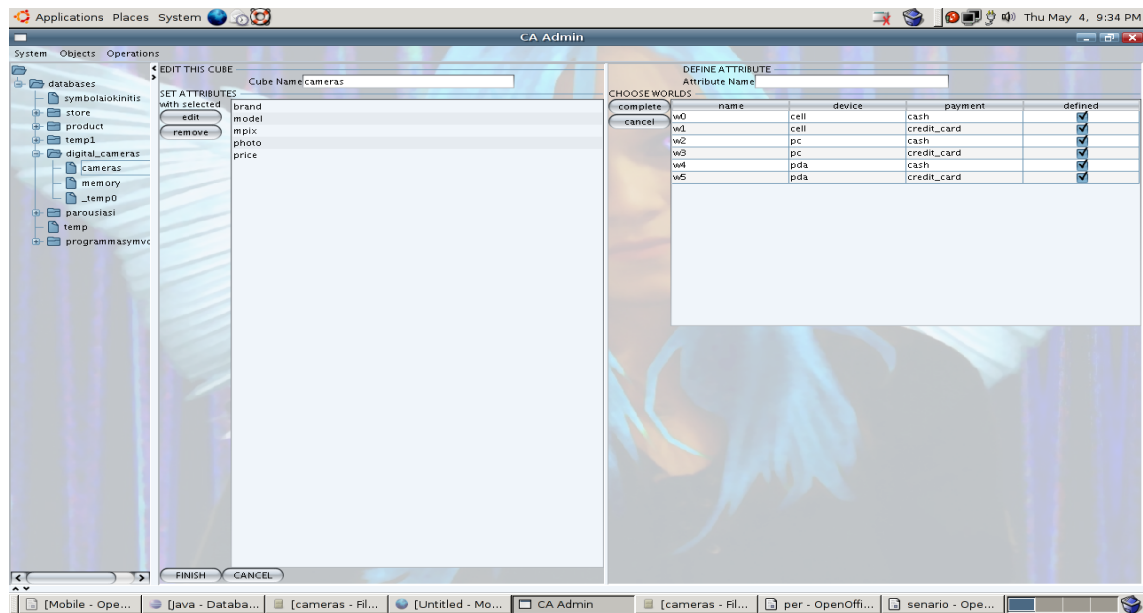 Applications Places System Thu May 4, 9:34 PM
CA Admin
System Objects Operations
databases
symbolaiokinitis
store
product
temp1
digital_cameras
cameras
memory
_temp0
parousiasi
temp
programmasymvo
EDIT THIS CUBE
Cube Name cameras
SET ATTRIBUTES
with selected
edit
remove
brand
model
mpix
photo
price
FINISH CANCEL
DEFINE ATTRIBUTE
Attribute Name
CHOOSE WORLDS
complete
cancel
name device payment defined
w0 cell cash
w1 cell credit_card
w2 pc cash
w3 pc credit_card
w4 pda cash
w5 pda credit_card
[Mobile - Ope... [Java - Databa... [cameras - Fil... [Untitled - Mo... CA Admin [cameras - Fil... per - OpenOffi... senario - Ope...